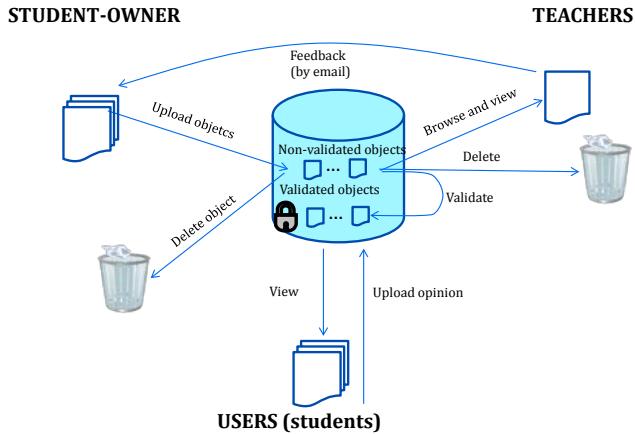 STUDENT-OWNER
TEACHERS
Feedback
(by email)
Upload objetcs
Browse and view
Non-validated objects
...
Delete
Validated objects
Validate
...
Delete object
View
Upload opinion
USERS (students)